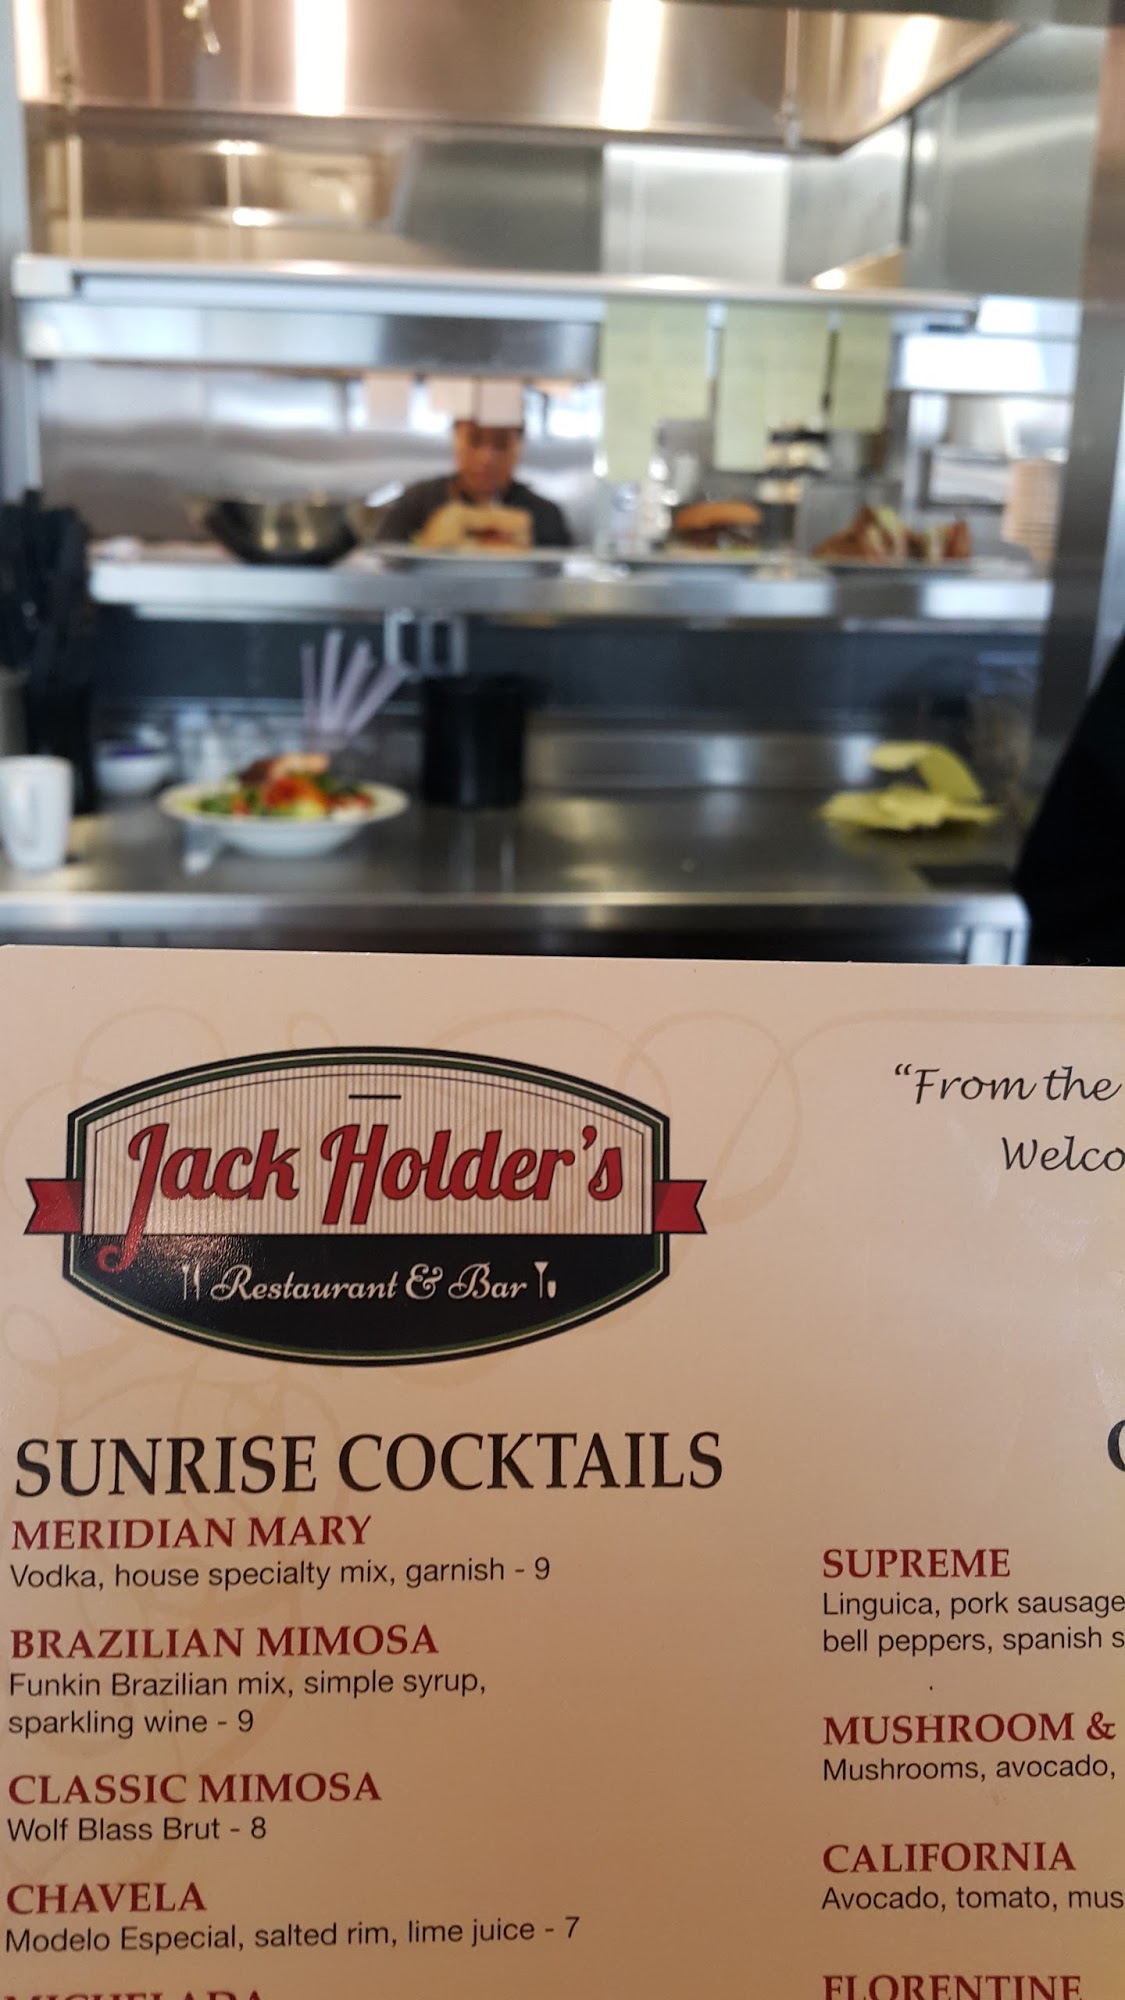 Jack Holder's
Restaurant & Bar
"From the
Welco
SUNRISE COCKTAILS
MERIDIAN MARY
Vodka, house specialty mix, garnish - 9
BRAZILIAN MIMOSA
Funkin Brazilian mix, simple syrup,
sparkling wine - 9
CLASSIC MIMOSA
Wolf Blass Brut - 8
CHAVELA
Modelo Especial, salted rim, lime juice - 7
SUPREME
Linguica, pork sausage
bell peppers, spanish s
MUSHROOM &
Mushrooms, avocado,
CALIFORNIA
Avocado, tomato, mus
FLORENTINE